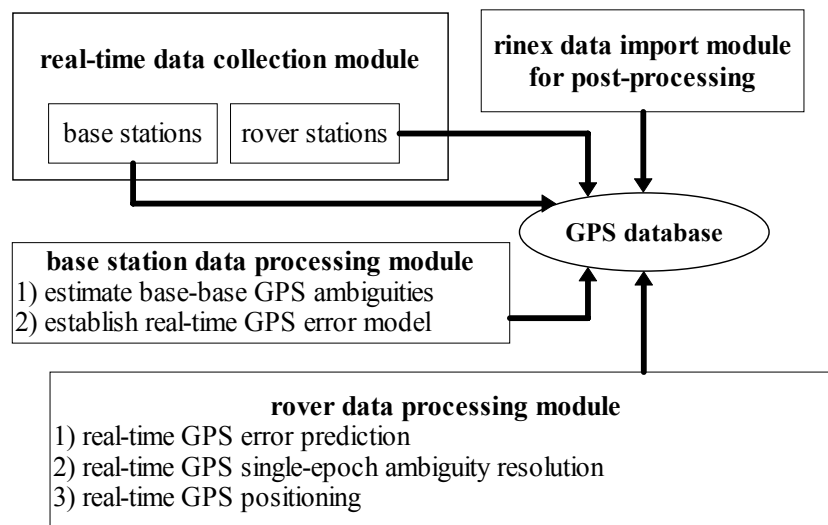 real-time data collection module
base stations
rover stations
rinex data import module
for post-processing
GPS database
base station data processing module
1) estimate base-base GPS ambiguities
2) establish real-time GPS error model
rover data processing module
1) real-time GPS error prediction
2) real-time GPS single-epoch ambiguity resolution
3) real-time GPS positioning